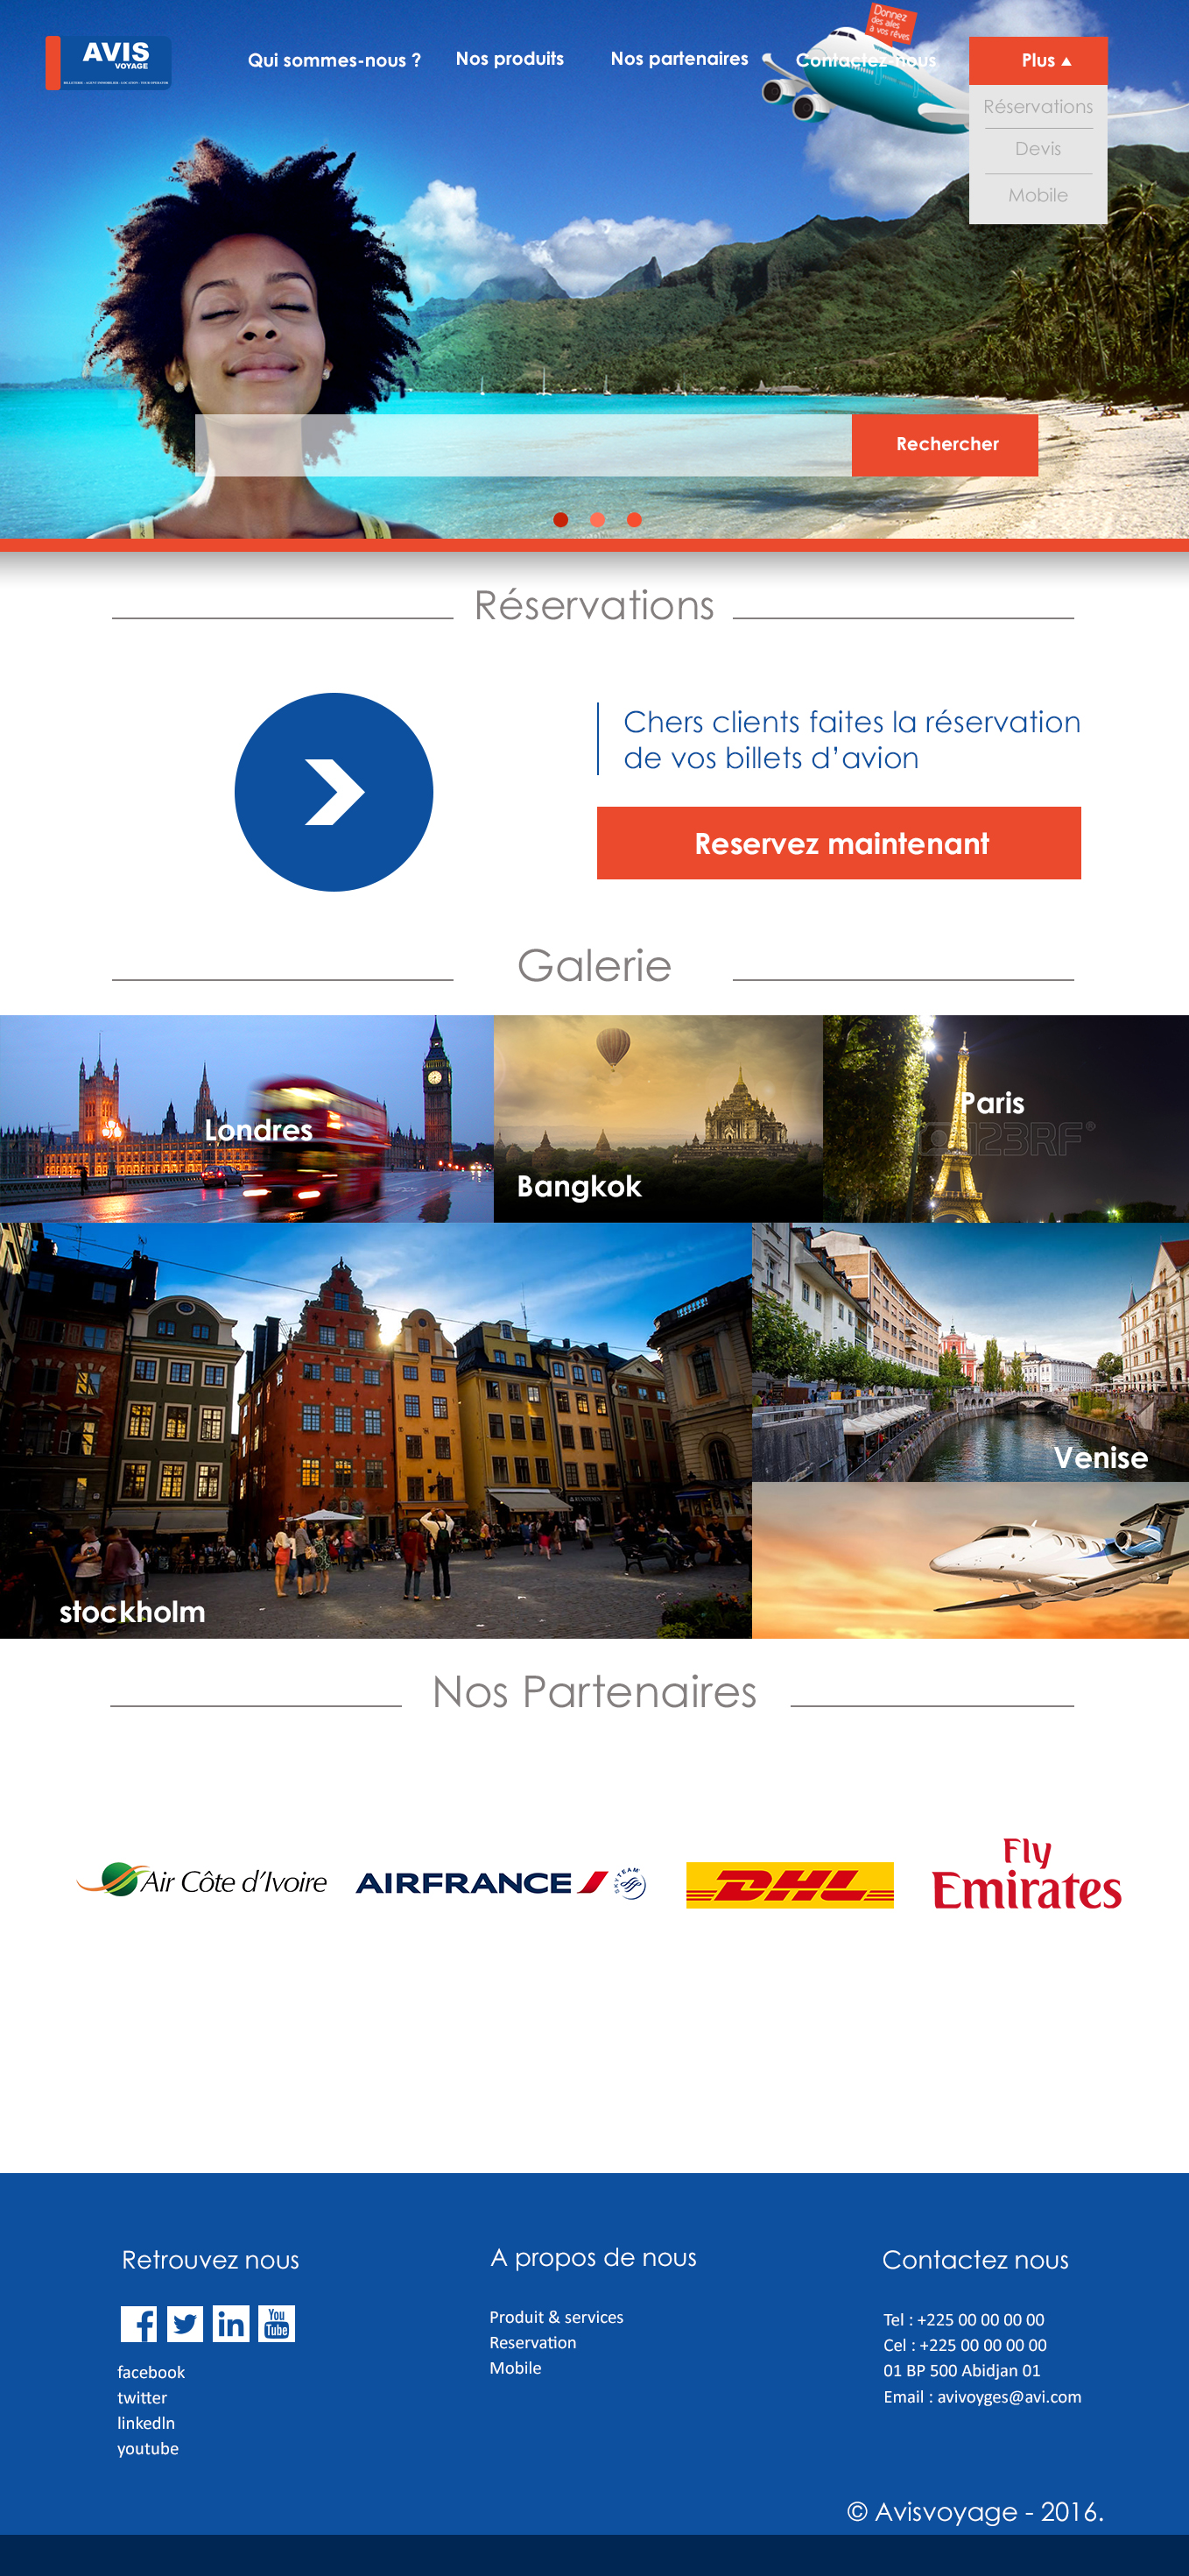 AVIS
VOYAGE
Qui sommes-nous ?
Nos produits
Nos partenaires
Contactez-nous
Plus
Donnez
des ailes
à vos rêves.
Réservations
Devis
Mobile
Rechercher
Réservations
Chers clients faites la réservation
de vos billets d’avion
Reservez maintenant
Galerie
Londres
Bangkok
Paris
123RF®
stockholm
Venise
Nos Partenaires
Air Côte d’Ivoire
AIRFRANCE
SKYTEAM
DHL
Fly
Emirates
Retrouvez nous
You
Tube
facebook
twitter
linkedIn
youtube
A propos de nous
Produit & services
Reservation
Mobile
Contactez nous
Tel : +225 00 00 00 00
Cel : +225 00 00 00 00
01 BP 500 Abidjan 01
Email : avivoyges@avi.com
© Avisvoyage - 2016.